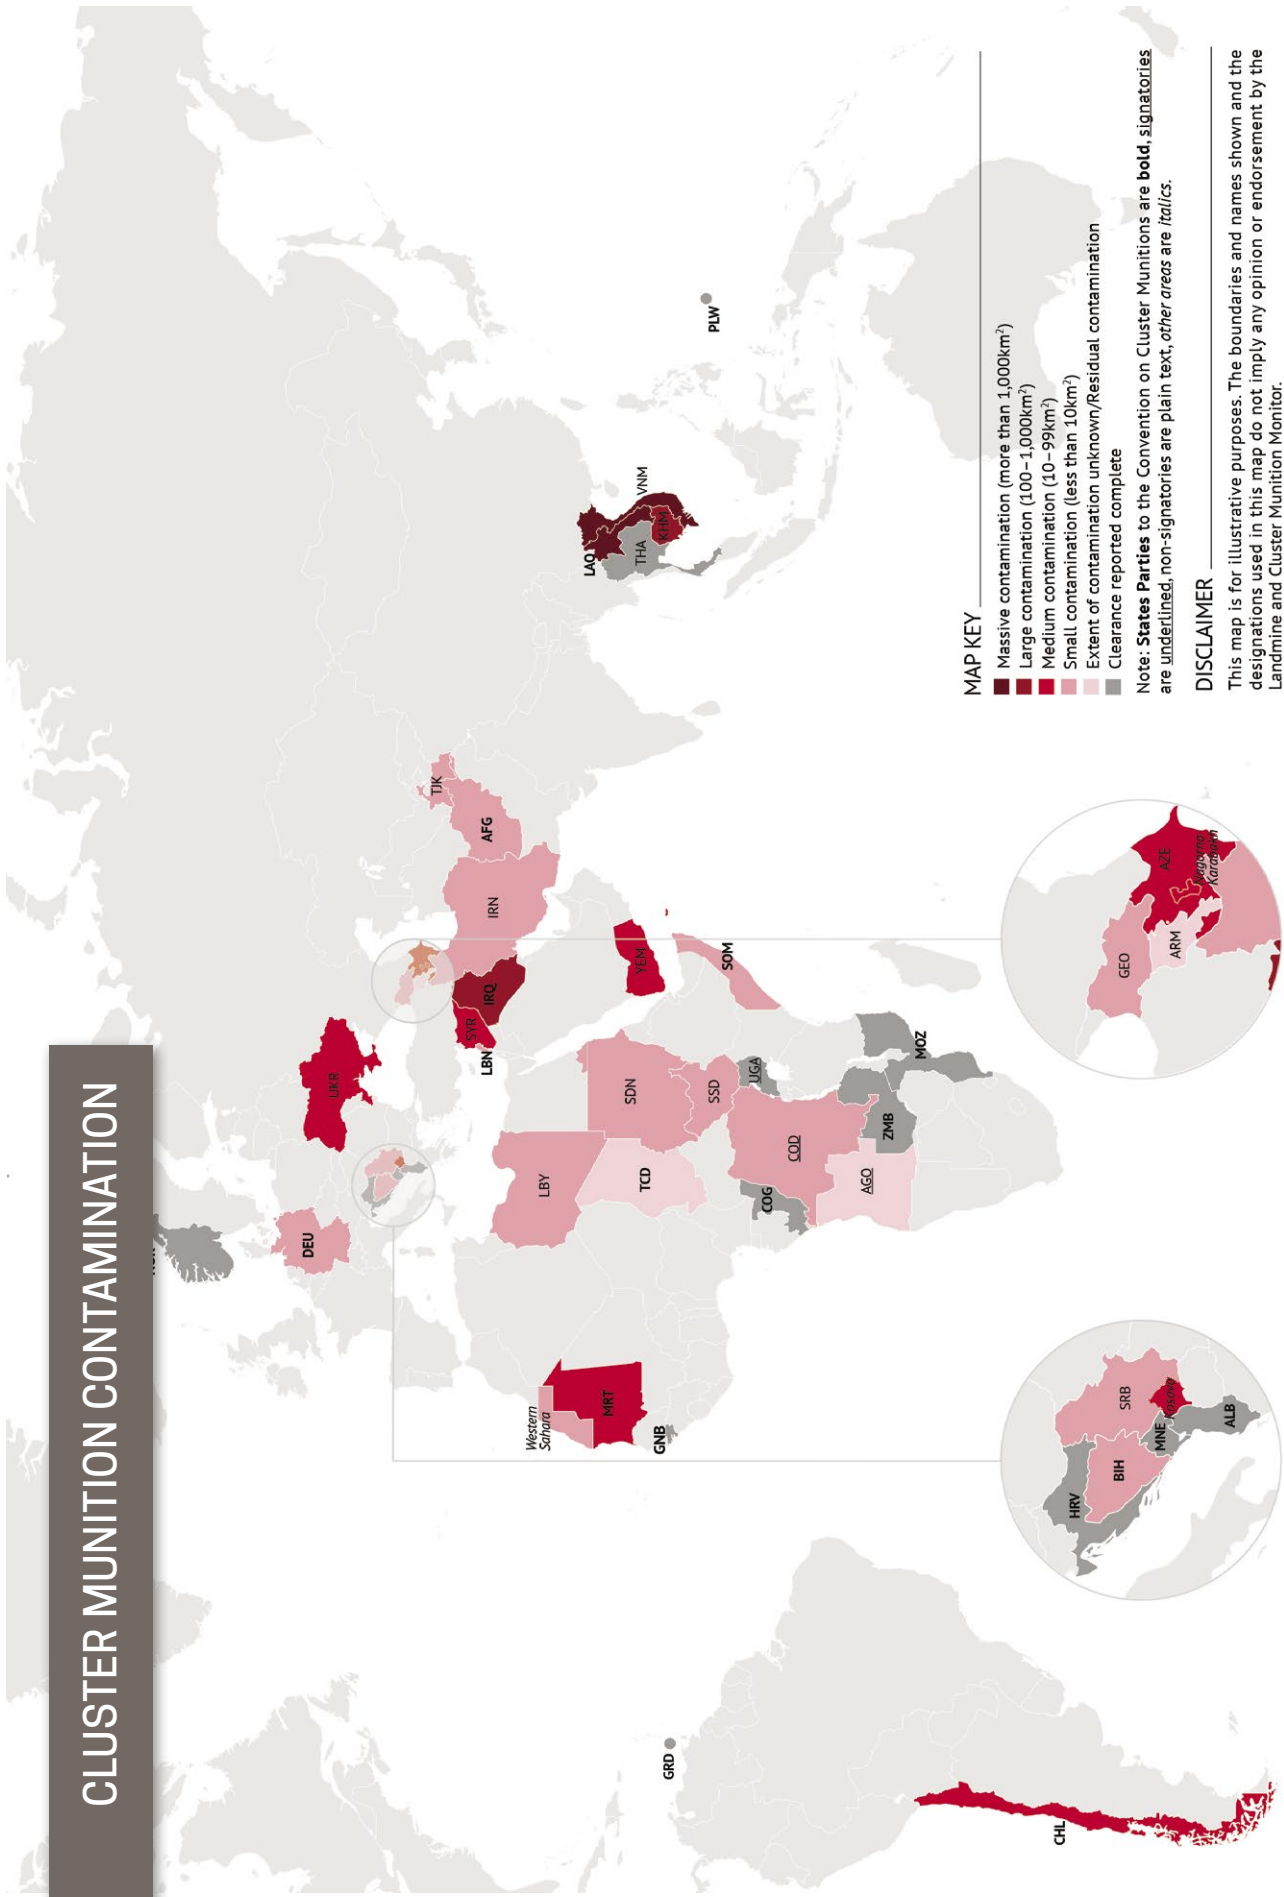 CLUSTER MUNITION CONTAMINATION
DEU
UKR
TJK
AFG
IRN
IRQ
SYR
LBN
YEM
SOM
LAO
VNM
THA
KHM
PLW
LBY
TCD
SDN
SSD
UGA
COD
COG
AGO
ZMB
MOZ
Western
Sahara
MRT
GNB
GRD
CHL
HRV
BIH
SRB
Kosovo
MNE
ALB
GEO
ARM
AZE
Nagorno
Karabakh
MAP KEY
Massive contamination (more than 1,000km²)
Large contamination (100–1,000km²)
Medium contamination (10–99km²)
Small contamination (less than 10km²)
Extent of contamination unknown/Residual contamination
Clearance reported complete
Note: States Parties to the Convention on Cluster Munitions are bold, signatories
are underlined, non-signatories are plain text, other areas are italics.
DISCLAIMER
This map is for illustrative purposes. The boundaries and names shown and the
designations used in this map do not imply any opinion or endorsement by the
Landmine and Cluster Munition Monitor.